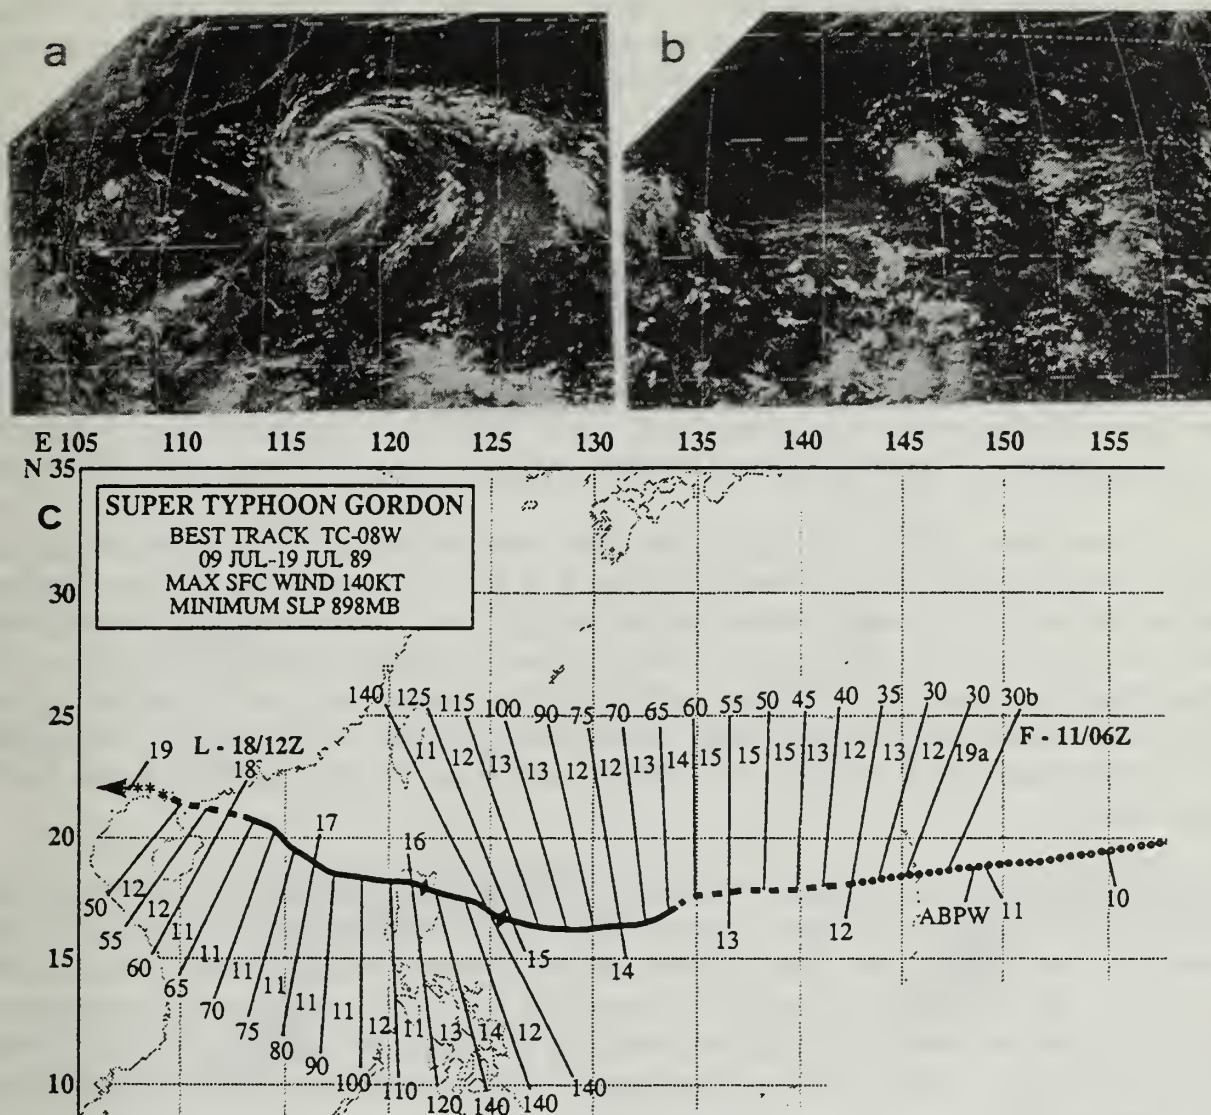 a
b
E 105 110 115 120 125 130 135 140 145 150 155
N 35
c
SUPER TYPHOON GORDON
BEST TRACK TC-08W
09 JUL-19 JUL 89
MAX SFC WIND 140KT
MINIMUM SLP 898MB
30
25
140 125 115 100 90 75 70 65 60 55 50 45 40 35 30 30 30b
19 L - 18/12Z
F - 11/06Z
18
11 12 13 13 12 12 13 14 15 15 15 13 12 13 12 19a
20
17
16
ABPW 11 10
50 12
55 12
13 12
15
60 11
15 14
65 11
70 11
75 11
80 11
90 11
12 11 13 14 12
10
100 110 120 140 140 140